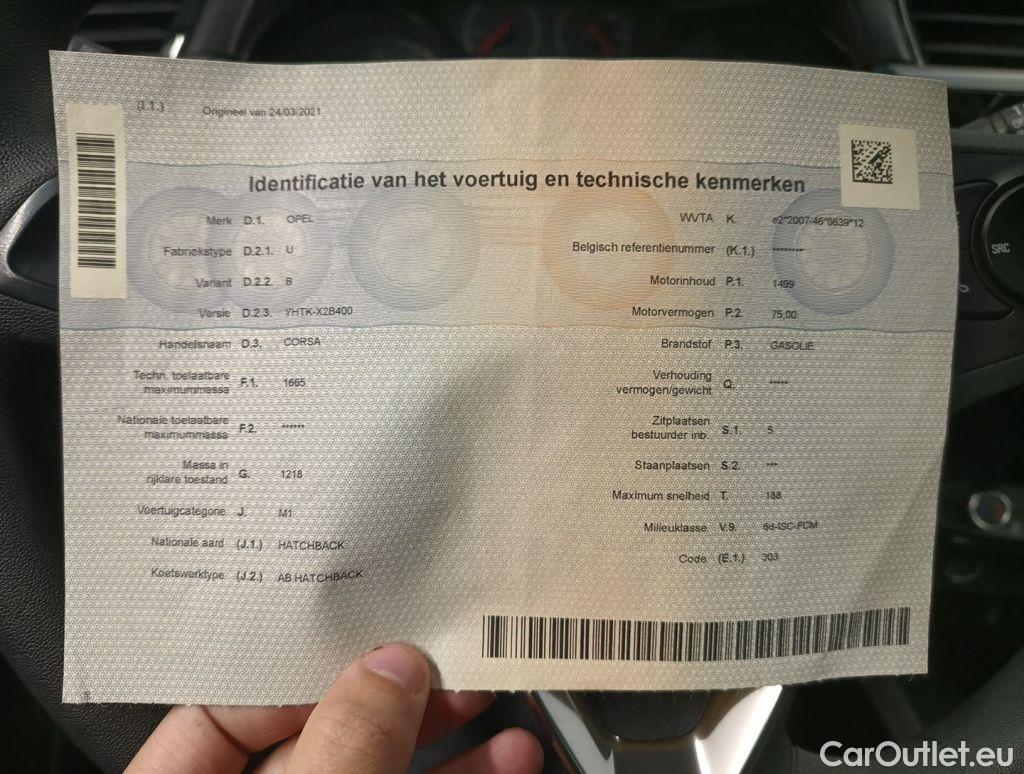 (I.1.) Origineel van 24/03/2021
Identificatie van het voertuig en technische kenmerken
Merk D.1. OPEL
Fabriekstype D.2.1. U
Variant D.2.2. B
Versie D.2.3. YHTK-X2B400
Handelsnaam D.3. CORSA
Techn. toelaatbare
maximummassa F.1. 1665
Nationale toelaatbare
maximummassa F.2. ******
Massa in
rijklare toestand G. 1218
Voertuigcategorie J. M1
Nationale aard (J.1.) HATCHBACK
Koetswerktype (J.2.) AB HATCHBACK
WVTA K. e2*2007/46*0639*12
Belgisch referentienummer (K.1.) ********
Motorinhoud P.1. 1499
Motorvermogen P.2. 75,00
Brandstof P.3. GASOLIE
Verhouding
vermogen/gewicht Q. *****
Zitplaatsen
bestuurder inb. S.1. 5
Staanplaatsen S.2. ***
Maximum snelheid T. 188
Milieuklasse V.9. 6d-ISC-FCM
Code (E.1.) 303
SRC
CarOutlet.eu